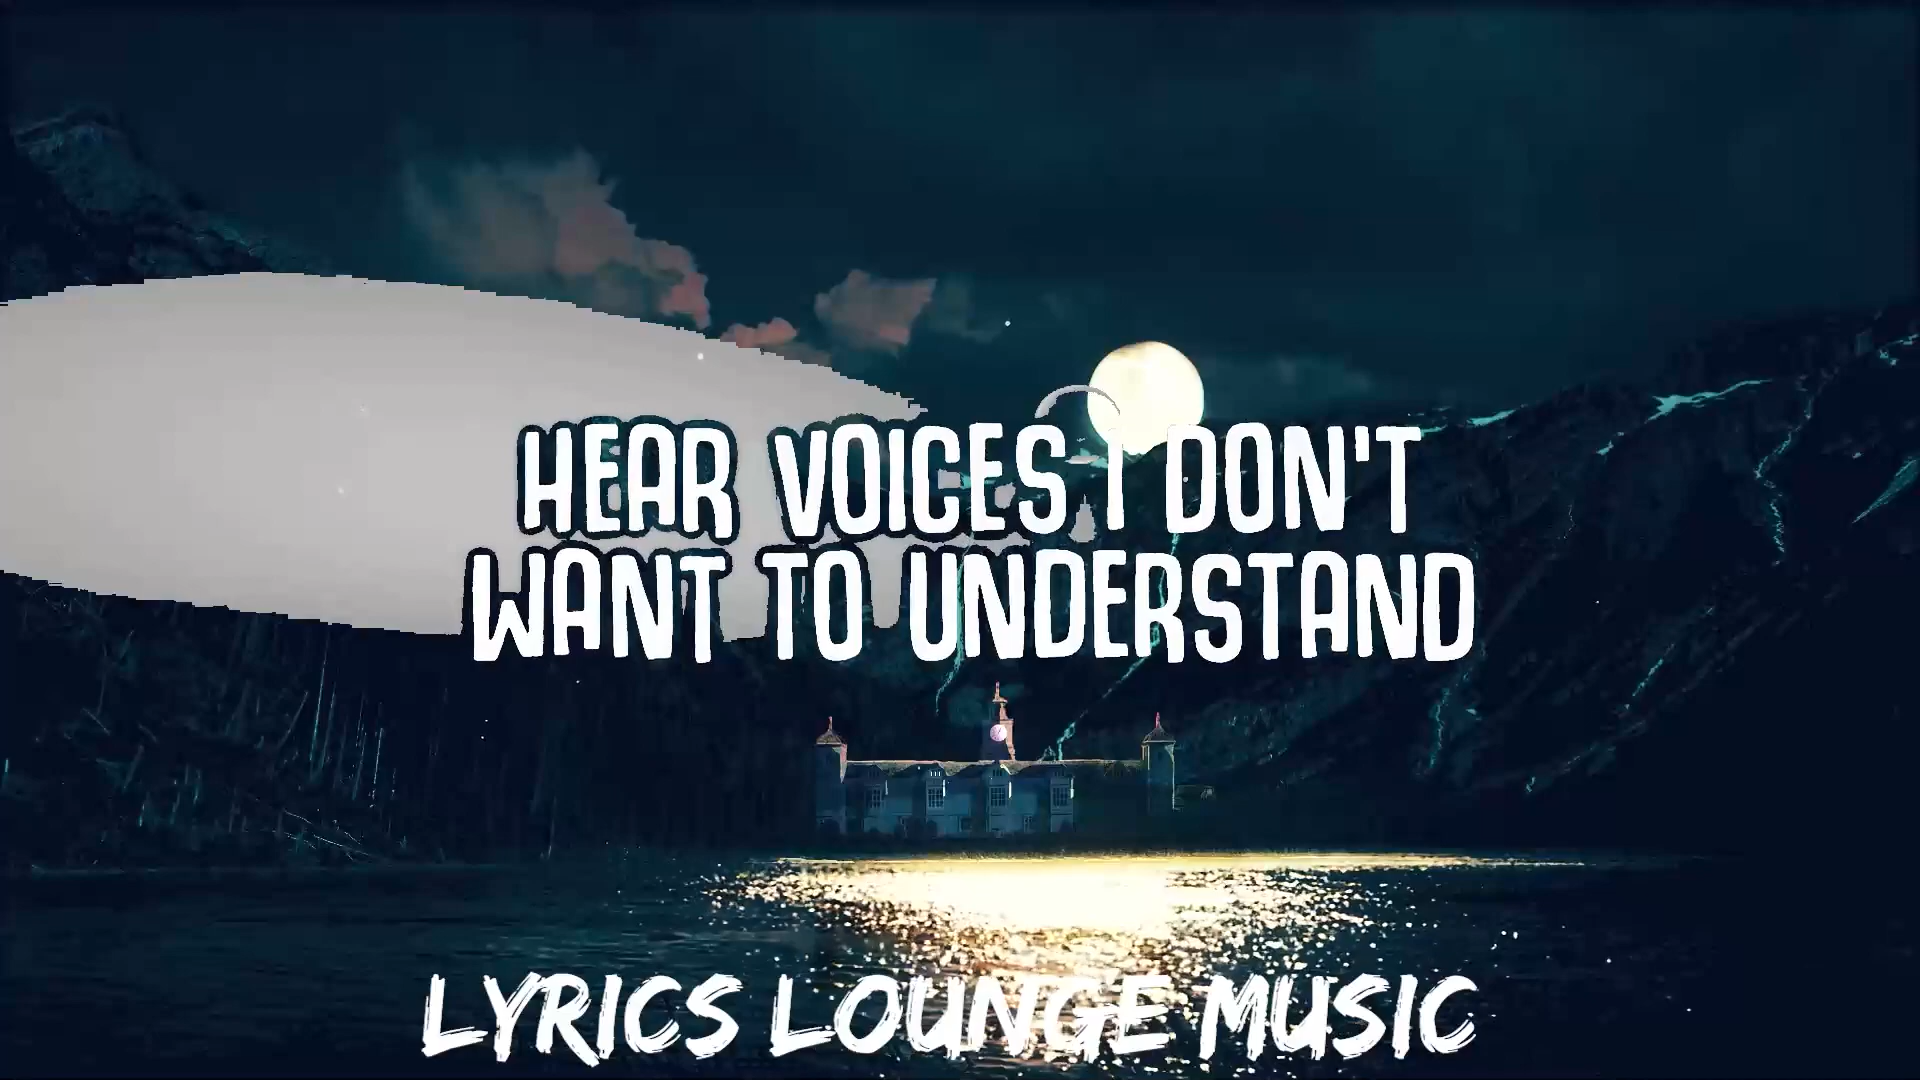 HEAR VOICES I DON'T
WANT TO UNDERSTAND
LYRICS LOUNGE MUSIC